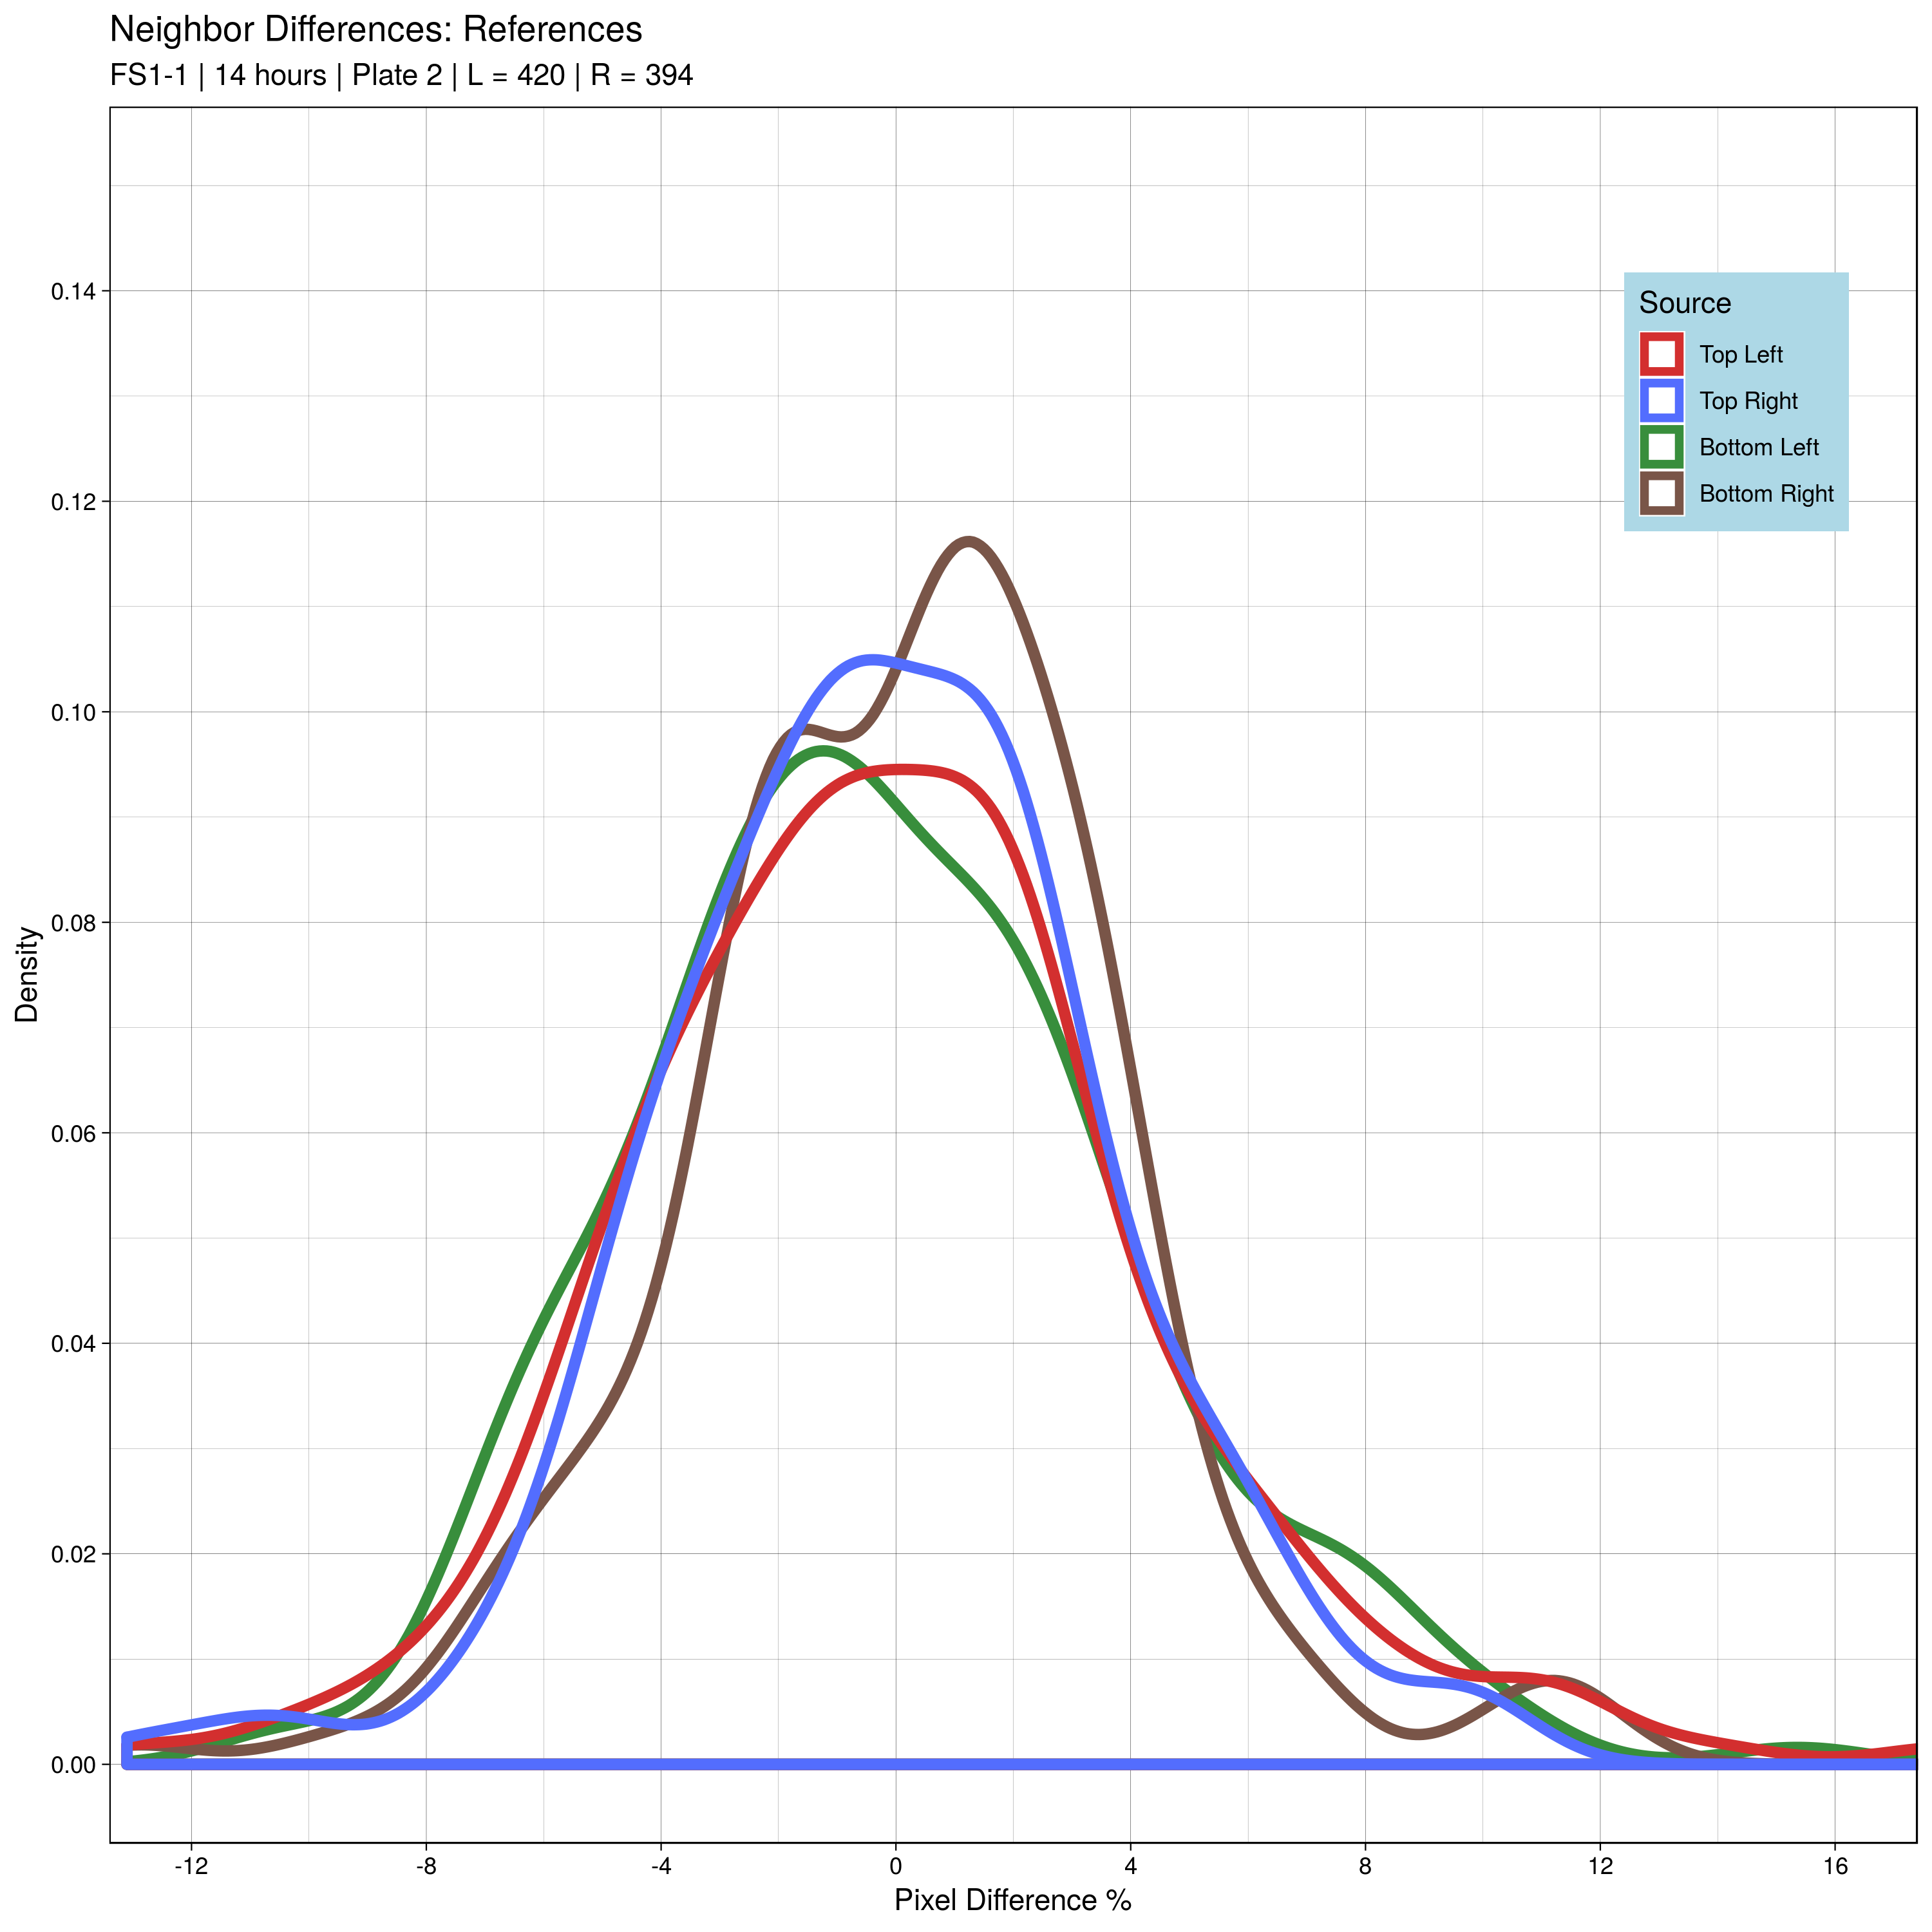 Neighbor Differences: References
FS1-1 | 14 hours | Plate 2 | L = 420 | R = 394
Source
Top Left
Top Right
Bottom Left
Bottom Right
0.14
0.12
0.10
0.08
0.06
0.04
0.02
0.00
Density
-12 -8 -4 0 4 8 12 16
Pixel Difference %